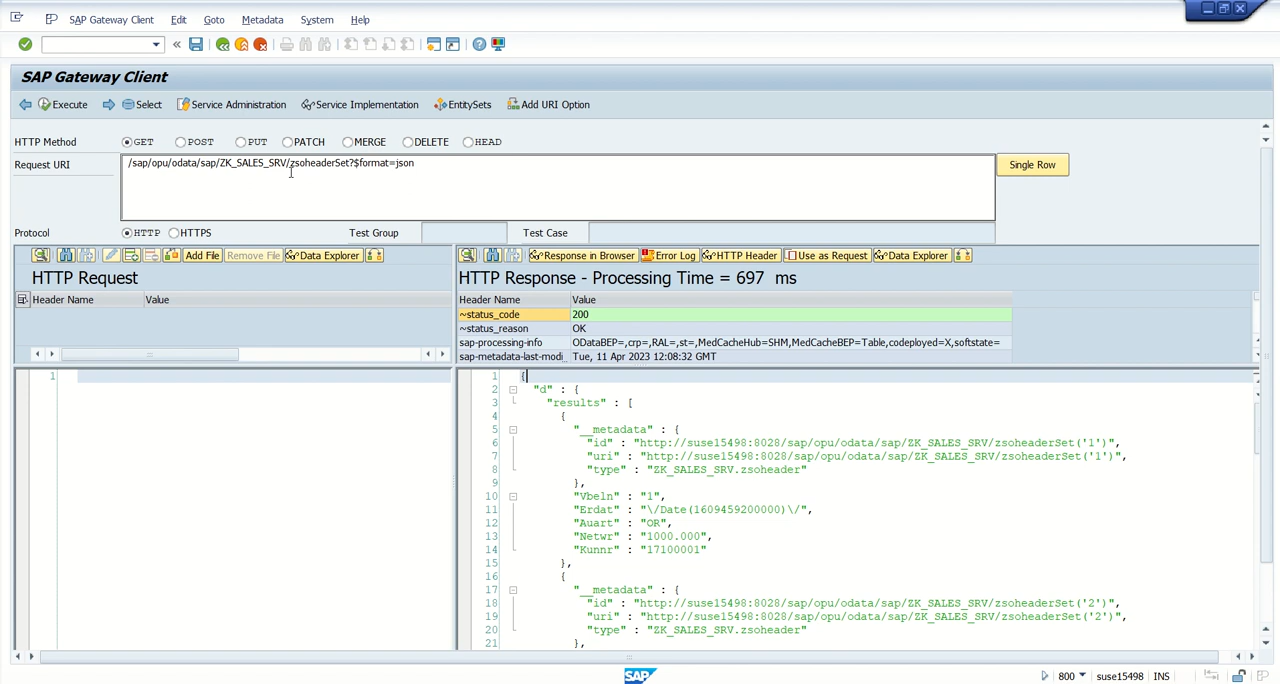 SAP Gateway Client Edit Goto Metadata System Help
SAP Gateway Client
Execute Select Service Administration Service Implementation EntitySets Add URI Option
HTTP Method GET POST PUT PATCH MERGE DELETE HEAD
Request URI /sap/opu/odata/sap/ZK_SALES_SRV/zsoheaderSet?$format=json Single Row
Protocol HTTP HTTPS Test Group Test Case
Add File Remove File Data Explorer
HTTP Request
Header Name Value
1
Response in Browser Error Log HTTP Header Use as Request Data Explorer
HTTP Response - Processing Time = 697 ms
Header Name Value
~status_code 200
~status_reason OK
sap-processing-info ODataBEP=,crp=,RAL=,st=,MedCacheHub=SHM,MedCacheBEP=Table,codeployed=X,softstate=
sap-metadata-last-modi Tue, 11 Apr 2023 12:08:32 GMT
1 {
2 "d" : {
3 "results" : [
4 {
5 "__metadata" : {
6 "id" : "http://suse15498:8028/sap/opu/odata/sap/ZK_SALES_SRV/zsoheaderSet('1')",
7 "uri" : "http://suse15498:8028/sap/opu/odata/sap/ZK_SALES_SRV/zsoheaderSet('1')",
8 "type" : "ZK_SALES_SRV.zsoheader"
9 },
10 "Vbeln" : "1",
11 "Erdat" : "\/Date(1609459200000)\/",
12 "Auart" : "OR",
13 "Netwr" : "1000.000",
14 "Kunnr" : "17100001"
15 },
16 {
17 "__metadata" : {
18 "id" : "http://suse15498:8028/sap/opu/odata/sap/ZK_SALES_SRV/zsoheaderSet('2')",
19 "uri" : "http://suse15498:8028/sap/opu/odata/sap/ZK_SALES_SRV/zsoheaderSet('2')",
20 "type" : "ZK_SALES_SRV.zsoheader"
21 },
SAP 800 suse15498 INS